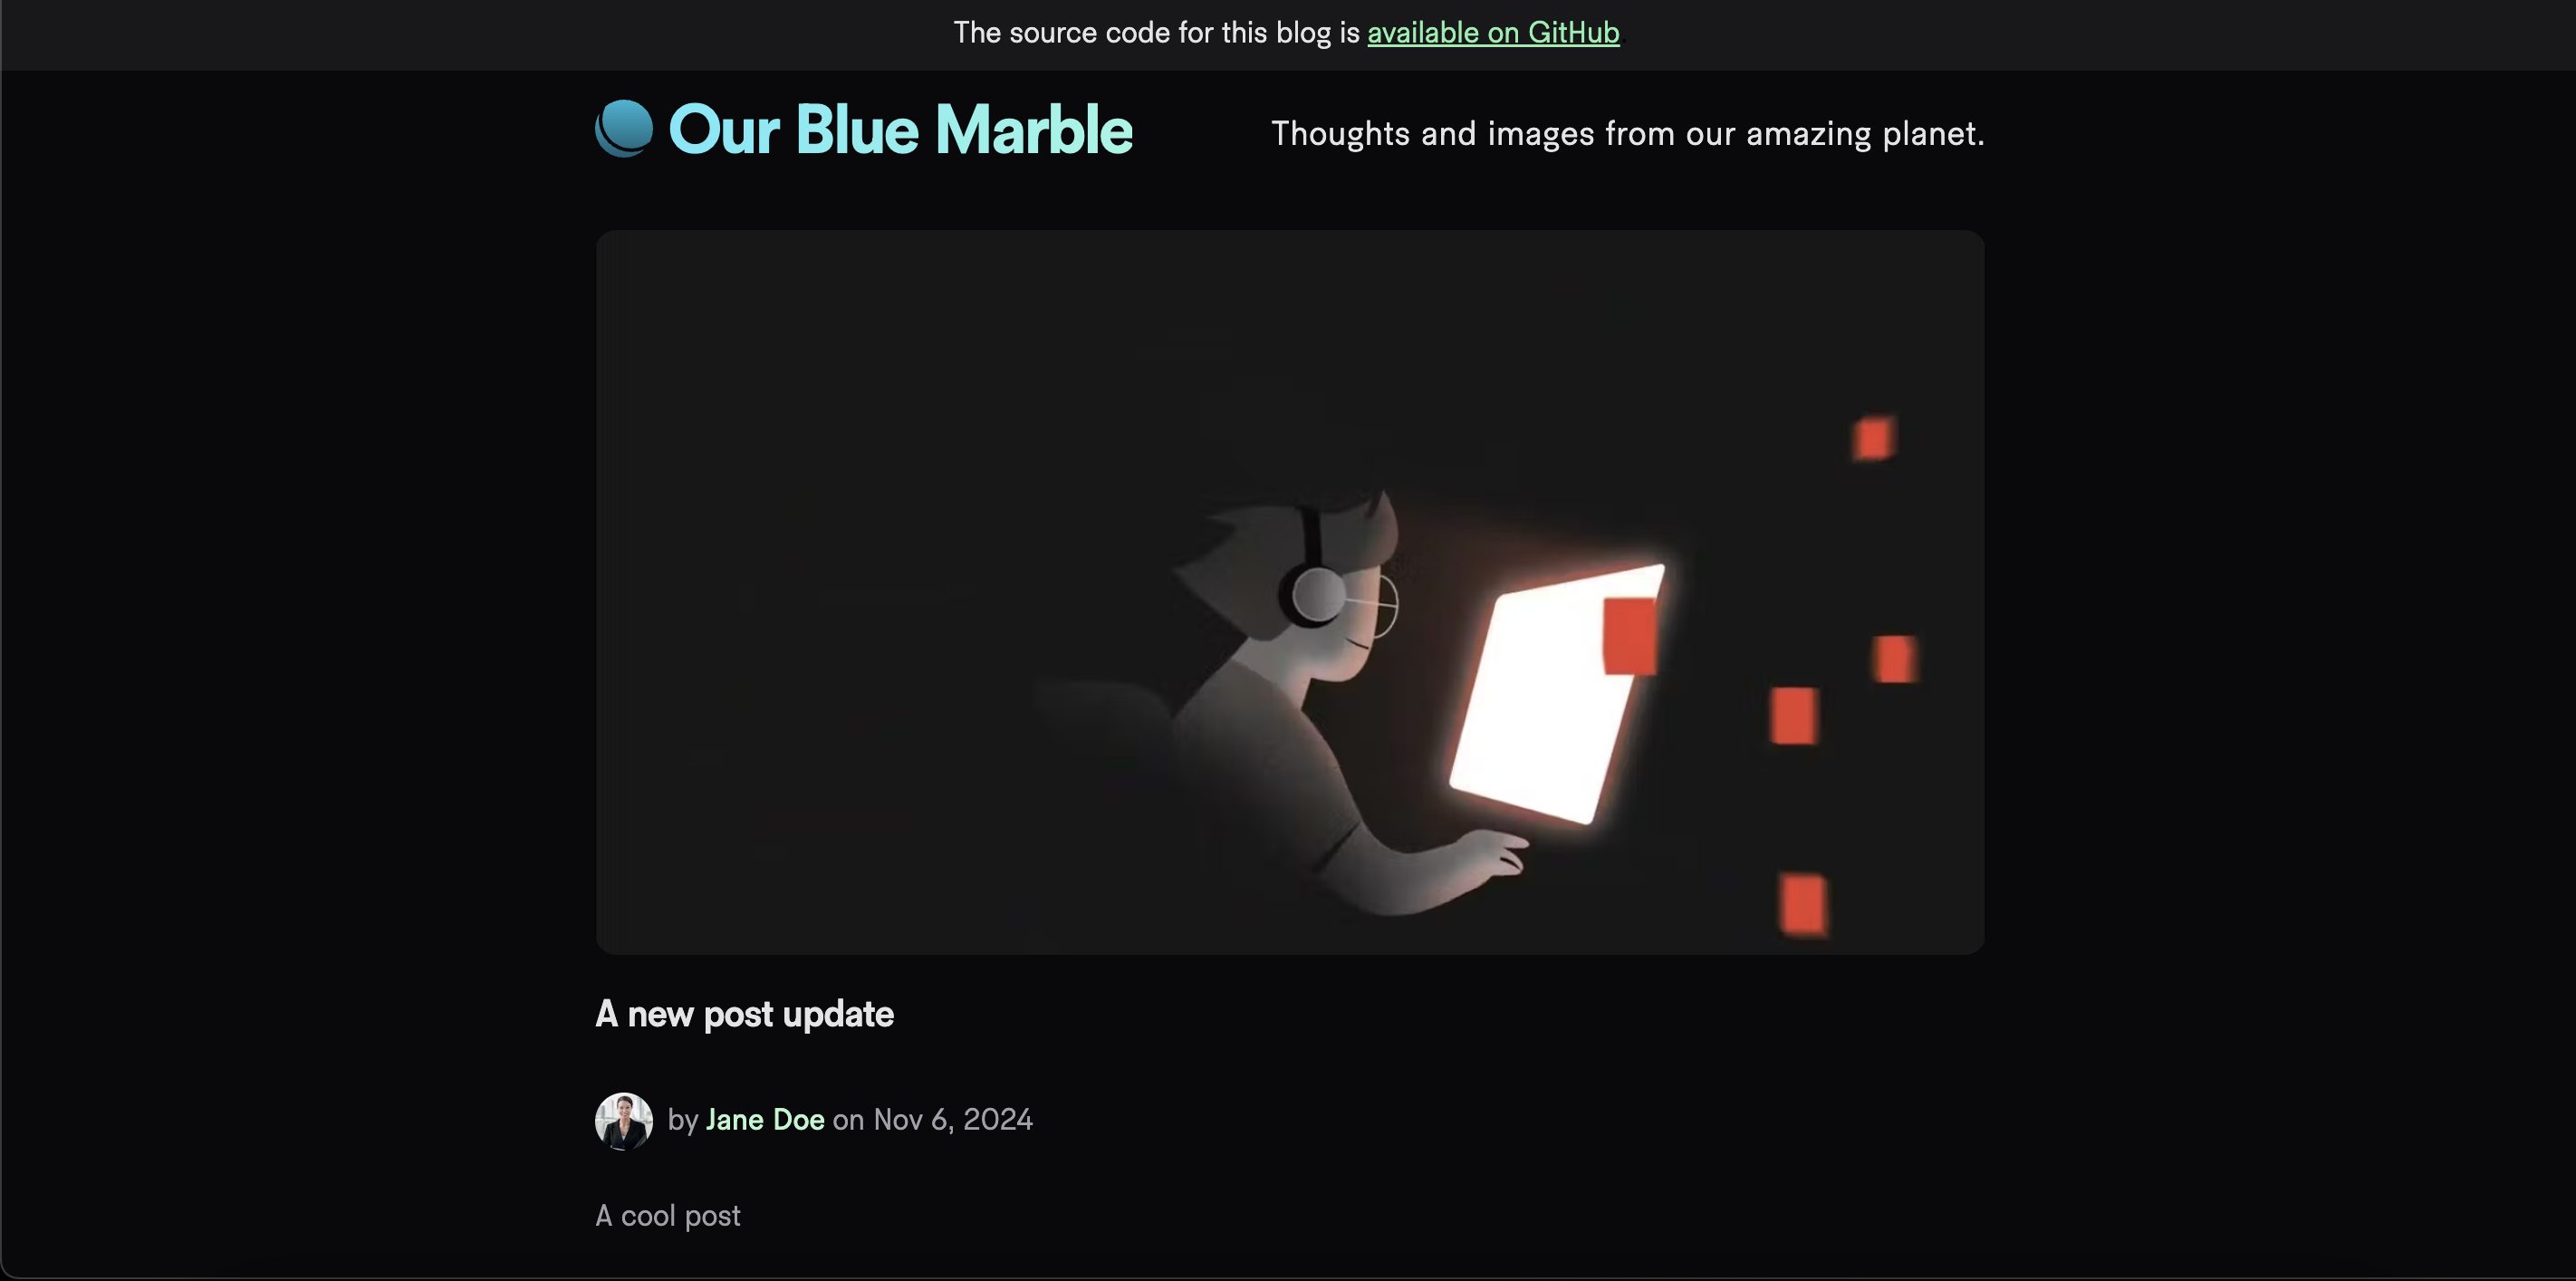 The source code for this blog is available on GitHub.
Our Blue Marble
Thoughts and images from our amazing planet.
A new post update
by Jane Doe on Nov 6, 2024
A cool post